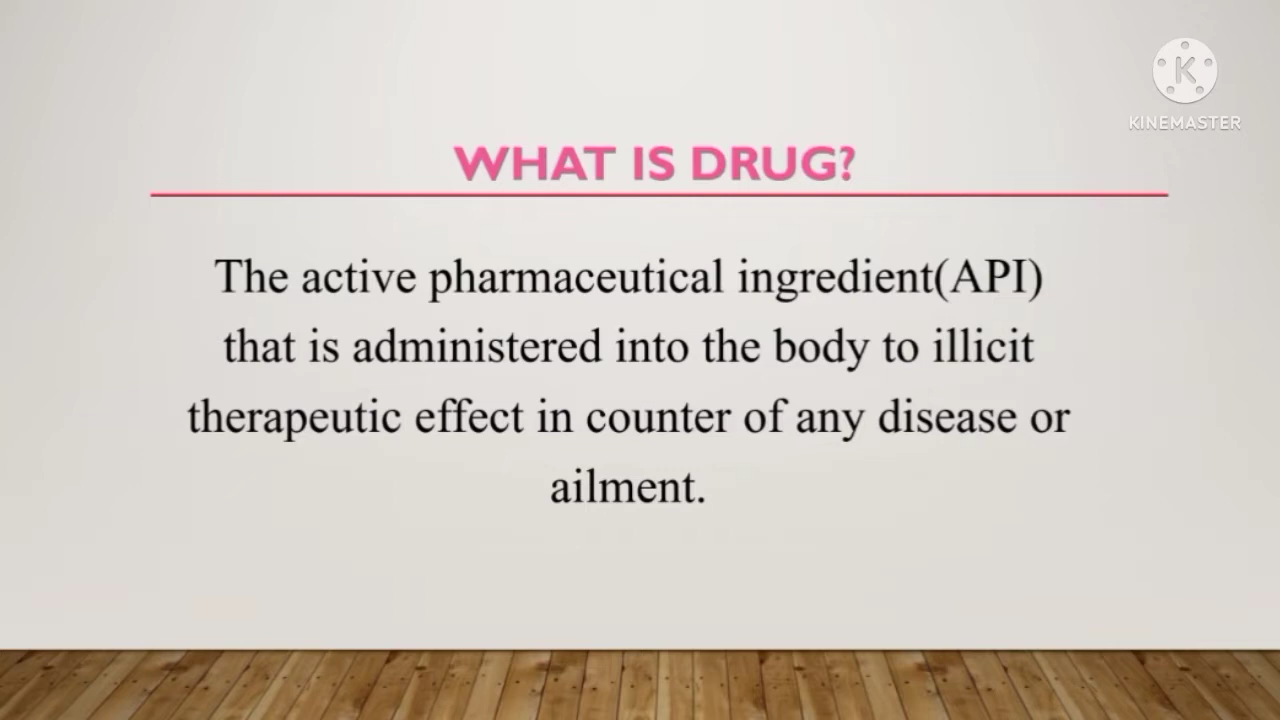 K
KINEMASTER
WHAT IS DRUG?
The active pharmaceutical ingredient(API)
that is administered into the body to illicit
therapeutic effect in counter of any disease or
ailment.